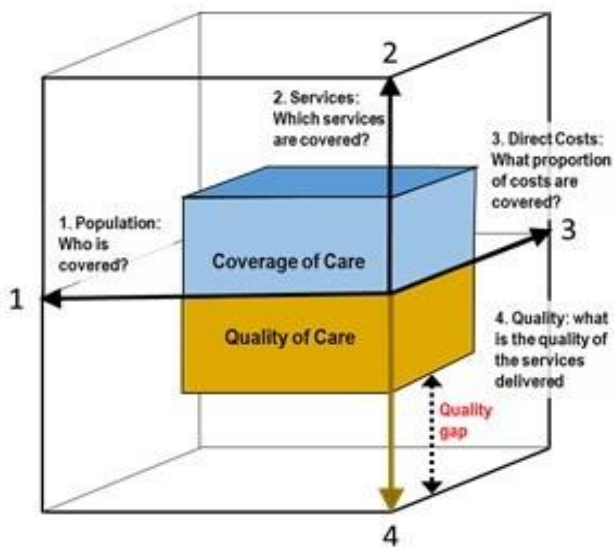 2
2. Services:
Which services
are covered?
3. Direct Costs:
What proportion
of costs are
covered?
3
1. Population:
Who is
covered?
1
Coverage of Care
Quality of Care
4. Quality: what
is the quality of
the services
delivered
Quality
gap
4